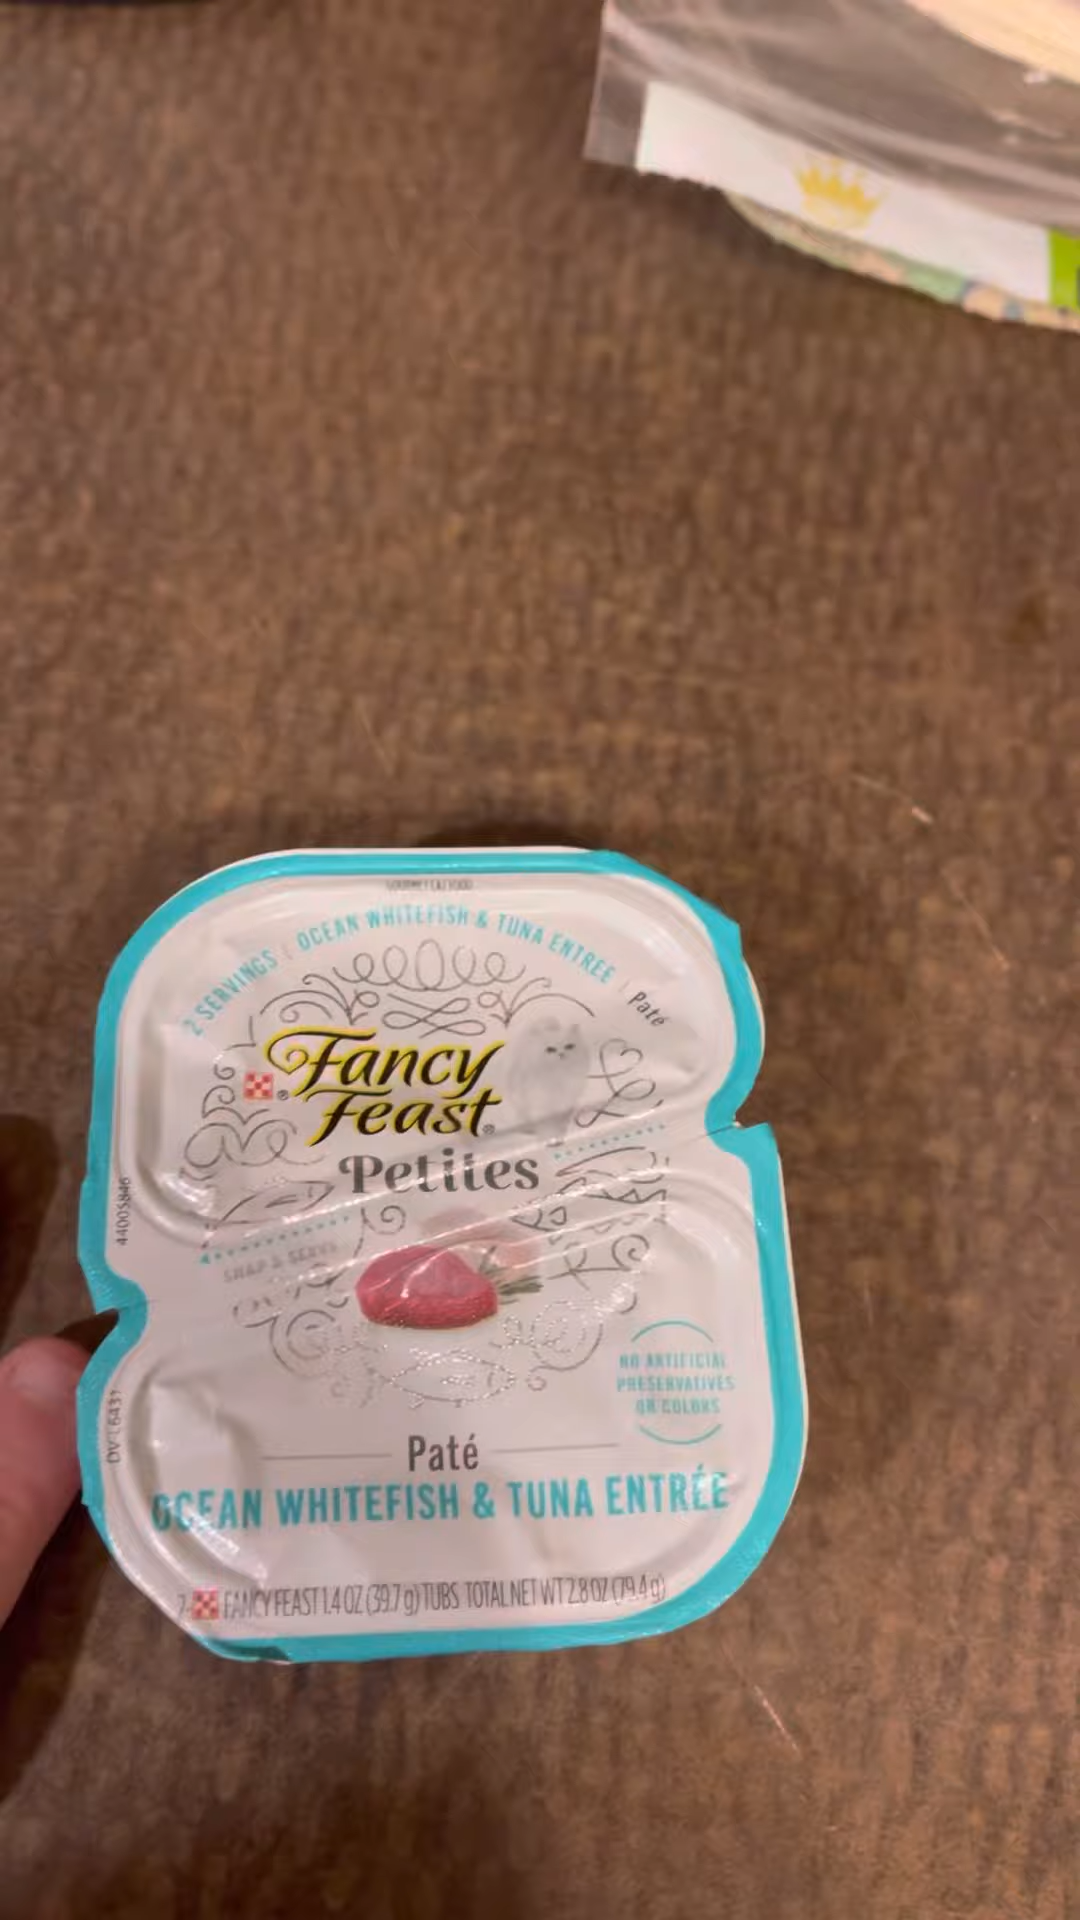 GOURMET CAT FOOD
2 SERVINGS | OCEAN WHITEFISH & TUNA ENTRÉE | Paté
Fancy
Feast®
®
Petites
44005846
SNAP & SERVE
NO ARTIFICIAL
PRESERVATIVES
OR COLORS
Paté
OCEAN WHITEFISH & TUNA ENTRÉE
2- FANCY FEAST 1.4 OZ (39.7 g) TUBS TOTAL NET WT 2.8 OZ (79.4 g)